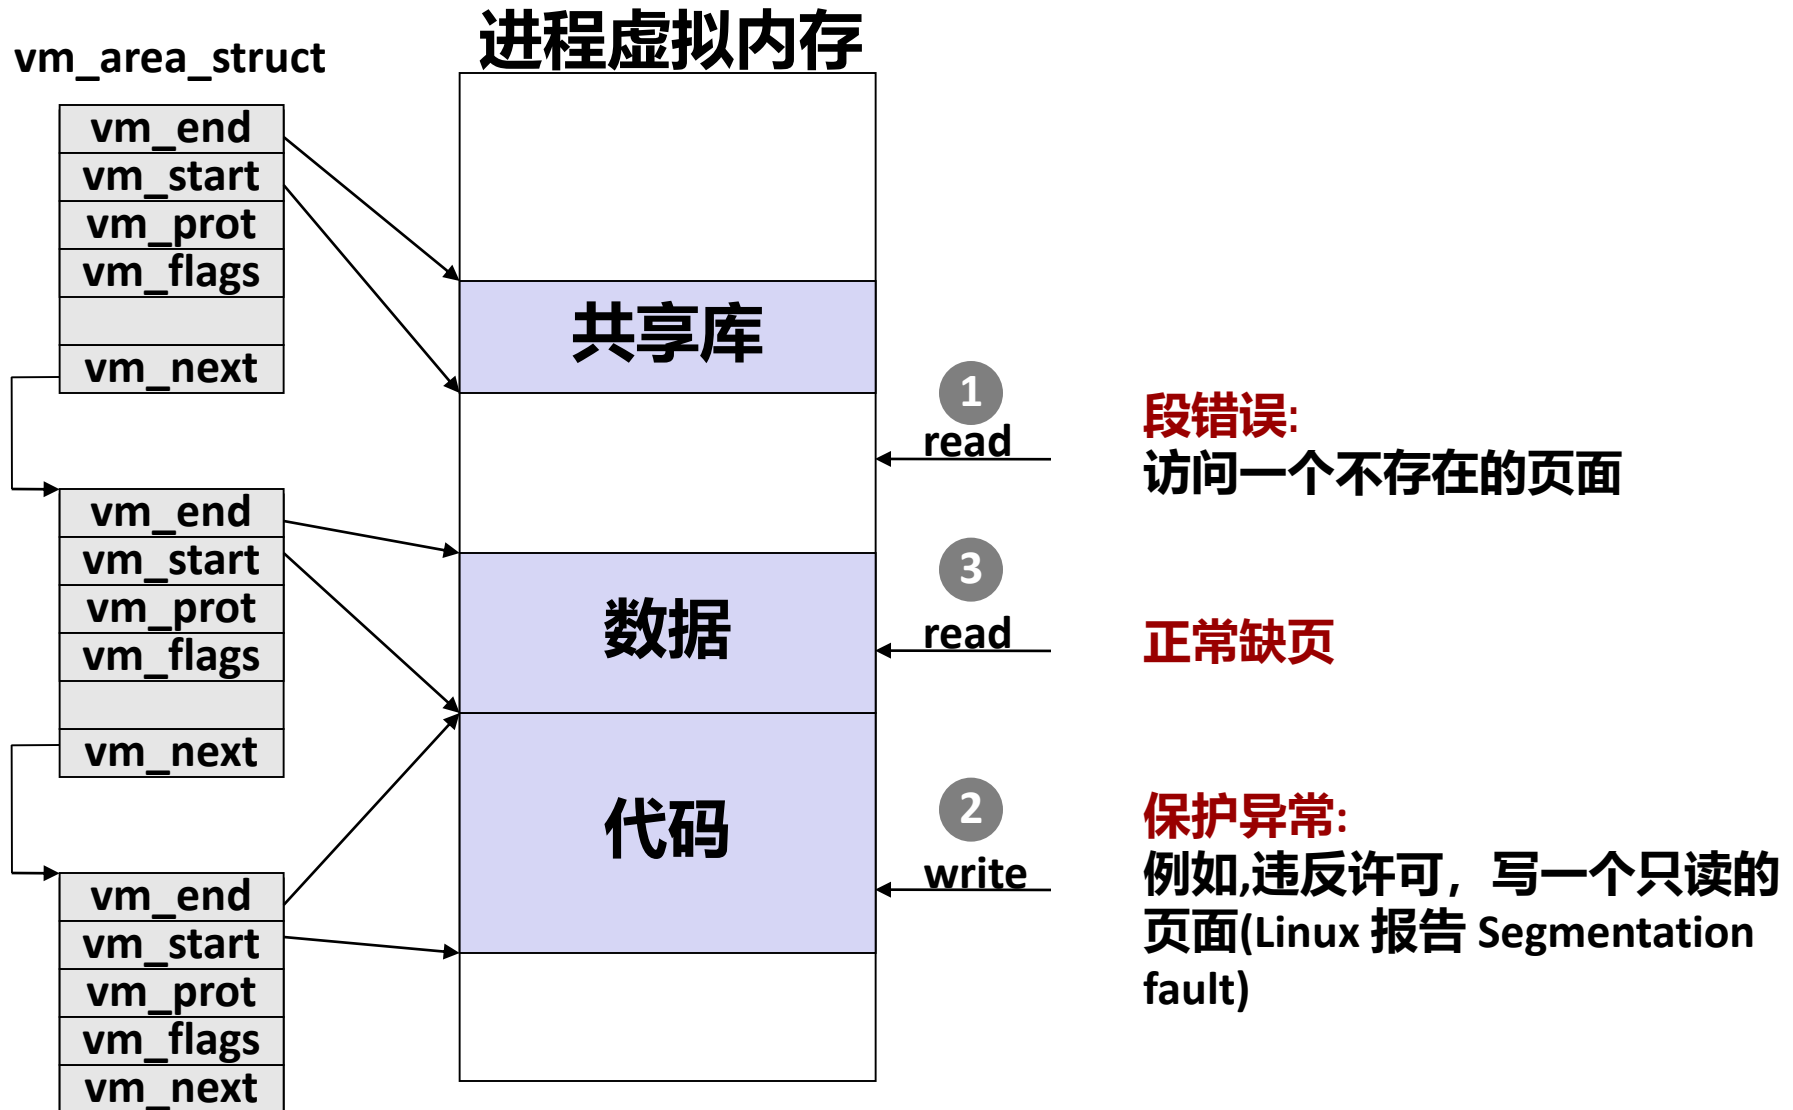 进程虚拟内存
vm_area_struct
vm_end
vm_start
vm_prot
vm_flags
vm_next
vm_end
vm_start
vm_prot
vm_flags
vm_next
vm_end
vm_start
vm_prot
vm_flags
vm_next
共享库
数据
代码
1
read
3
read
2
write
段错误:
访问一个不存在的页面
正常缺页
保护异常:
例如,违反许可，写一个只读的
页面(Linux 报告 Segmentation
fault)